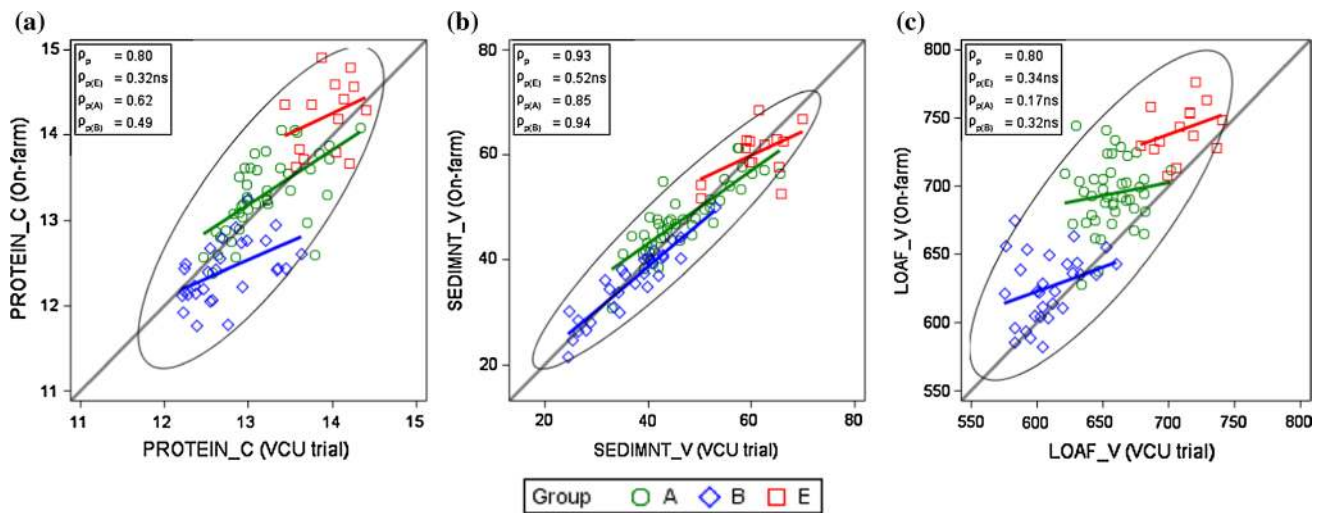 (a)
ρp = 0.80
ρp(E) = 0.32ns
ρp(A) = 0.62
ρp(B) = 0.49
PROTEIN_C (On-farm)
15
14
13
12
11
11 12 13 14 15
PROTEIN_C (VCU trial)
(b)
ρp = 0.93
ρp(E) = 0.52ns
ρp(A) = 0.85
ρp(B) = 0.94
SEDIMNT_V (On-farm)
80
60
40
20
20 40 60 80
SEDIMNT_V (VCU trial)
(c)
ρp = 0.80
ρp(E) = 0.34ns
ρp(A) = 0.17ns
ρp(B) = 0.32ns
LOAF_V (On-farm)
800
750
700
650
600
550
550 600 650 700 750 800
LOAF_V (VCU trial)
Group A B E